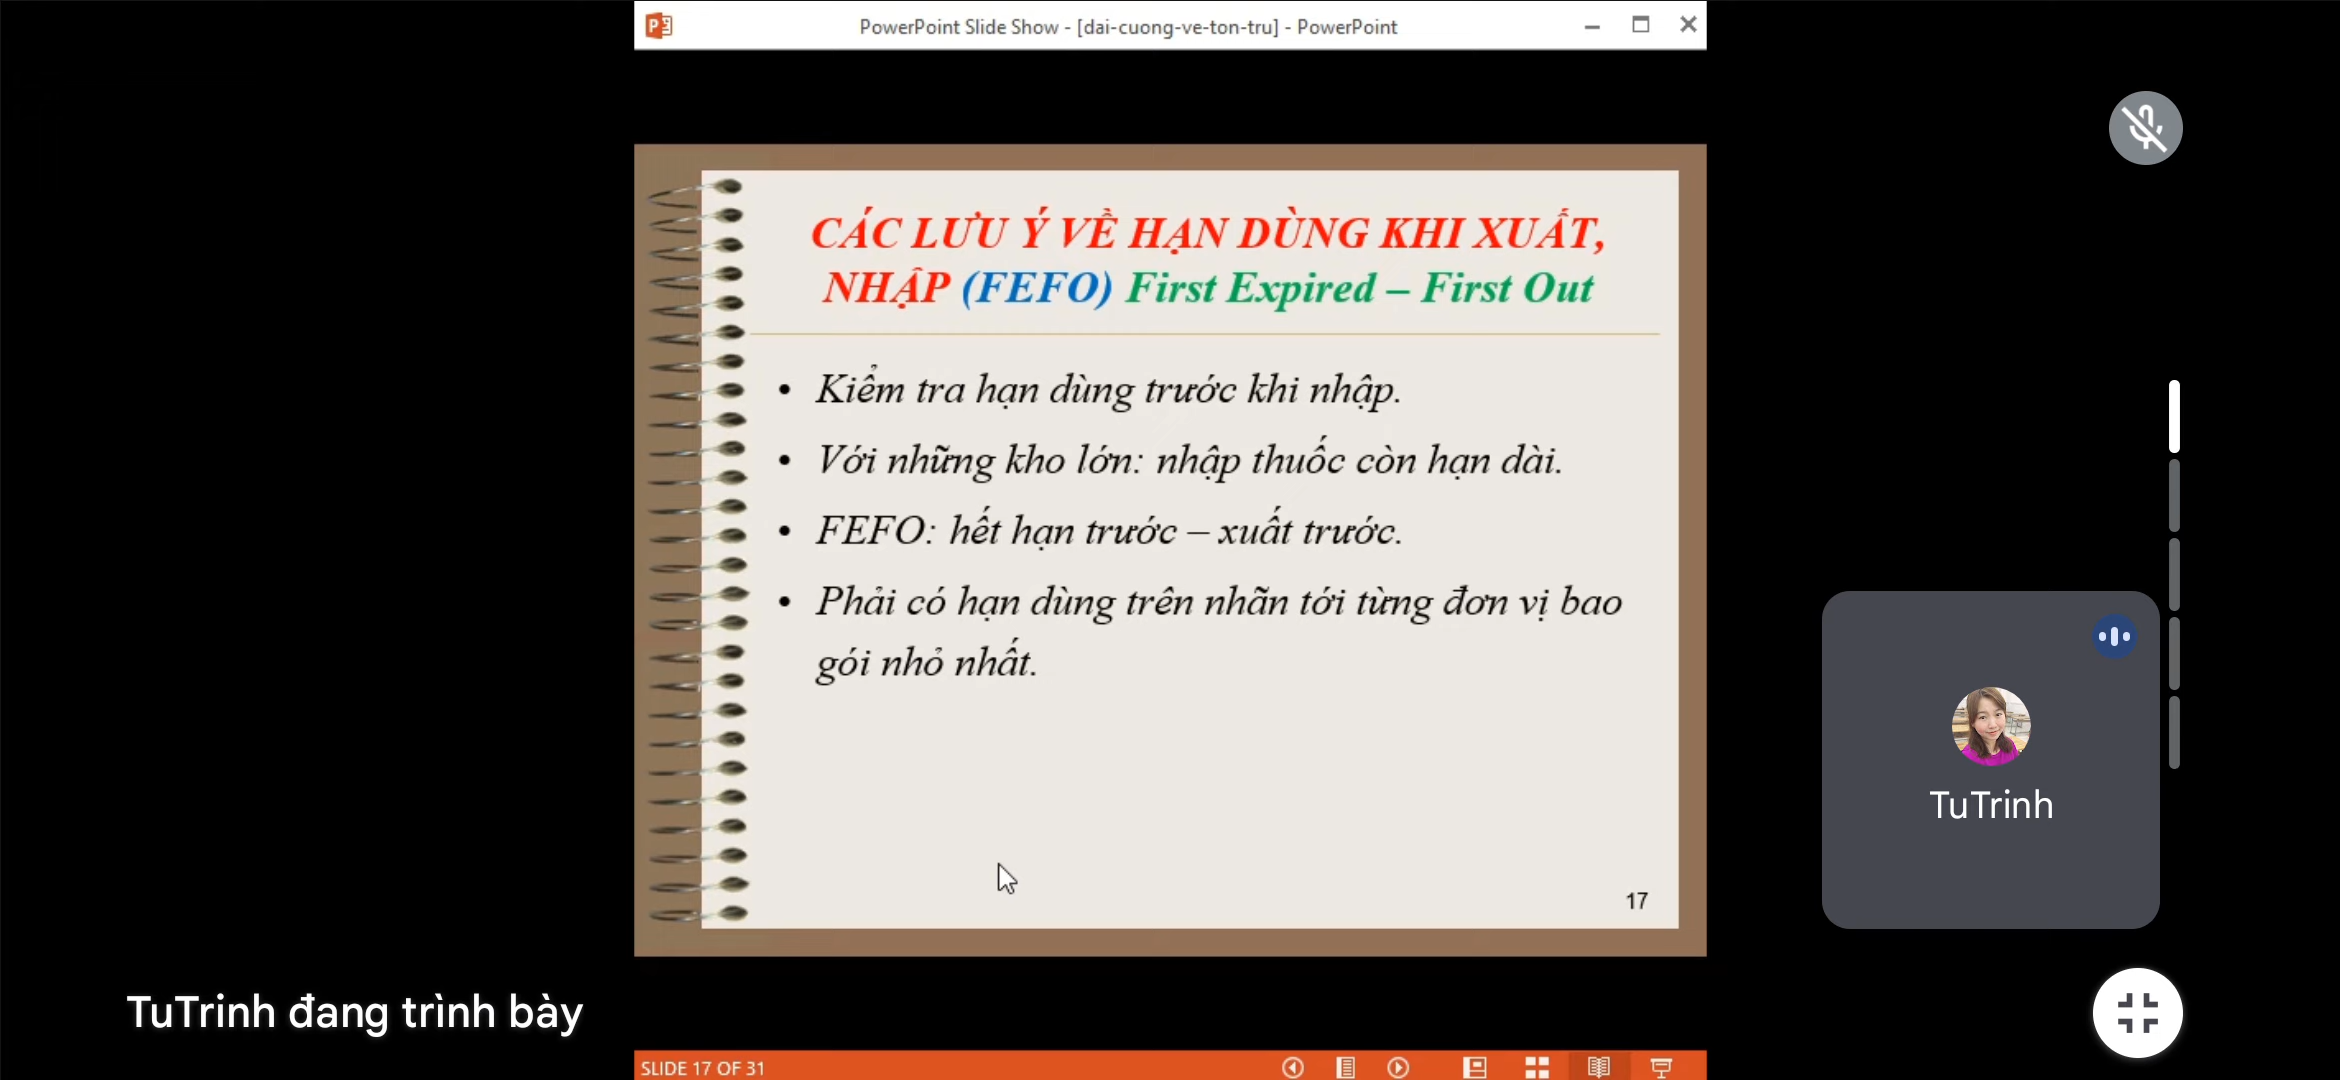 PowerPoint Slide Show - [dai-cuong-ve-ton-tru] - PowerPoint
CÁC LƯU Ý VỀ HẠN DÙNG KHI XUẤT,
NHẬP (FEFO) First Expired – First Out
• Kiểm tra hạn dùng trước khi nhập.
• Với những kho lớn: nhập thuốc còn hạn dài.
• FEFO: hết hạn trước – xuất trước.
• Phải có hạn dùng trên nhãn tới từng đơn vị bao
gói nhỏ nhất.
17
TuTrinh
TuTrinh đang trình bày
SLIDE 17 OF 31